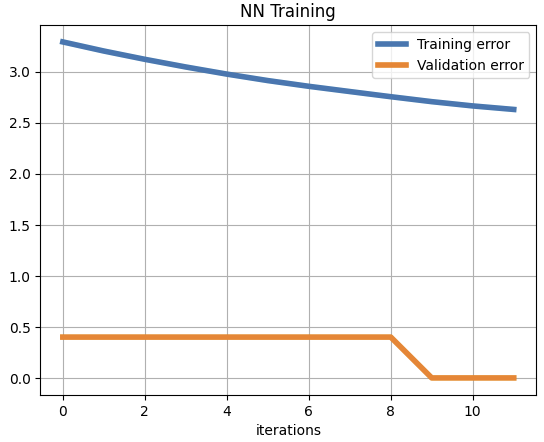 NN Training
Training error
Validation error
3.0
2.5
2.0
1.5
1.0
0.5
0.0
0 2 4 6 8 10
iterations